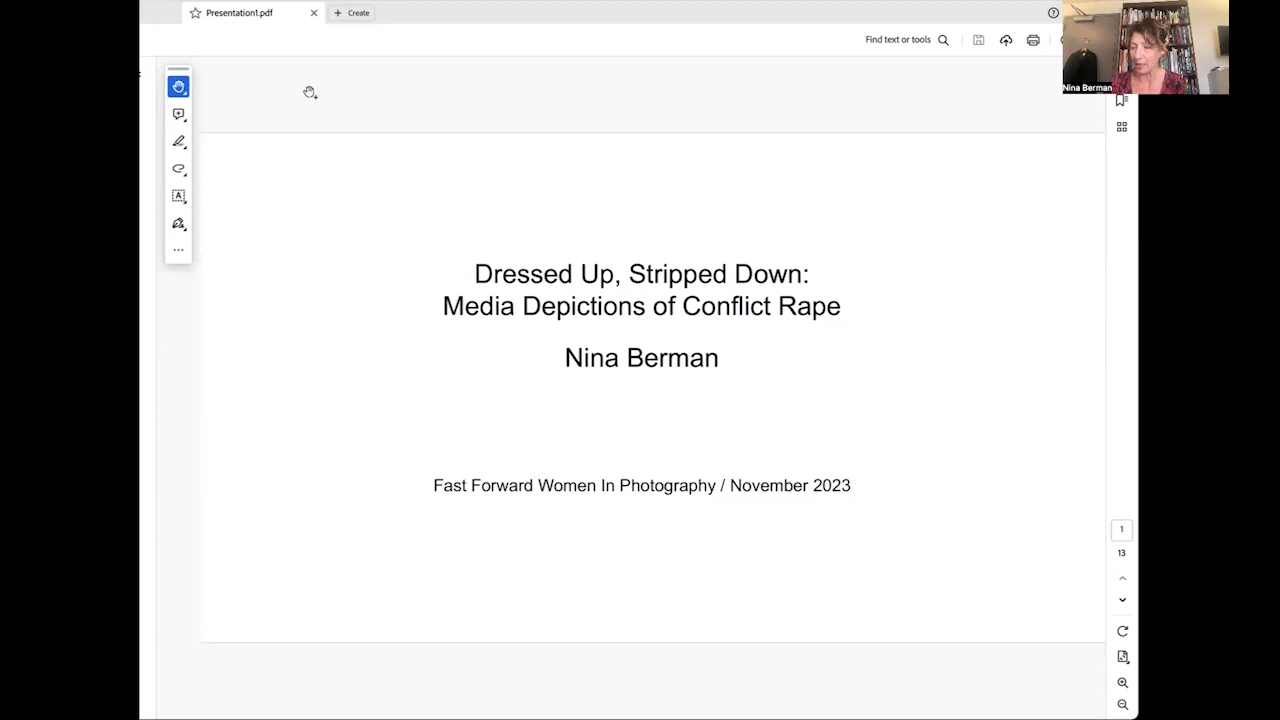 Presentation1.pdf
Create
Find text or tools
Nina Berman
Dressed Up, Stripped Down:
Media Depictions of Conflict Rape
Nina Berman
Fast Forward Women In Photography / November 2023
1
13